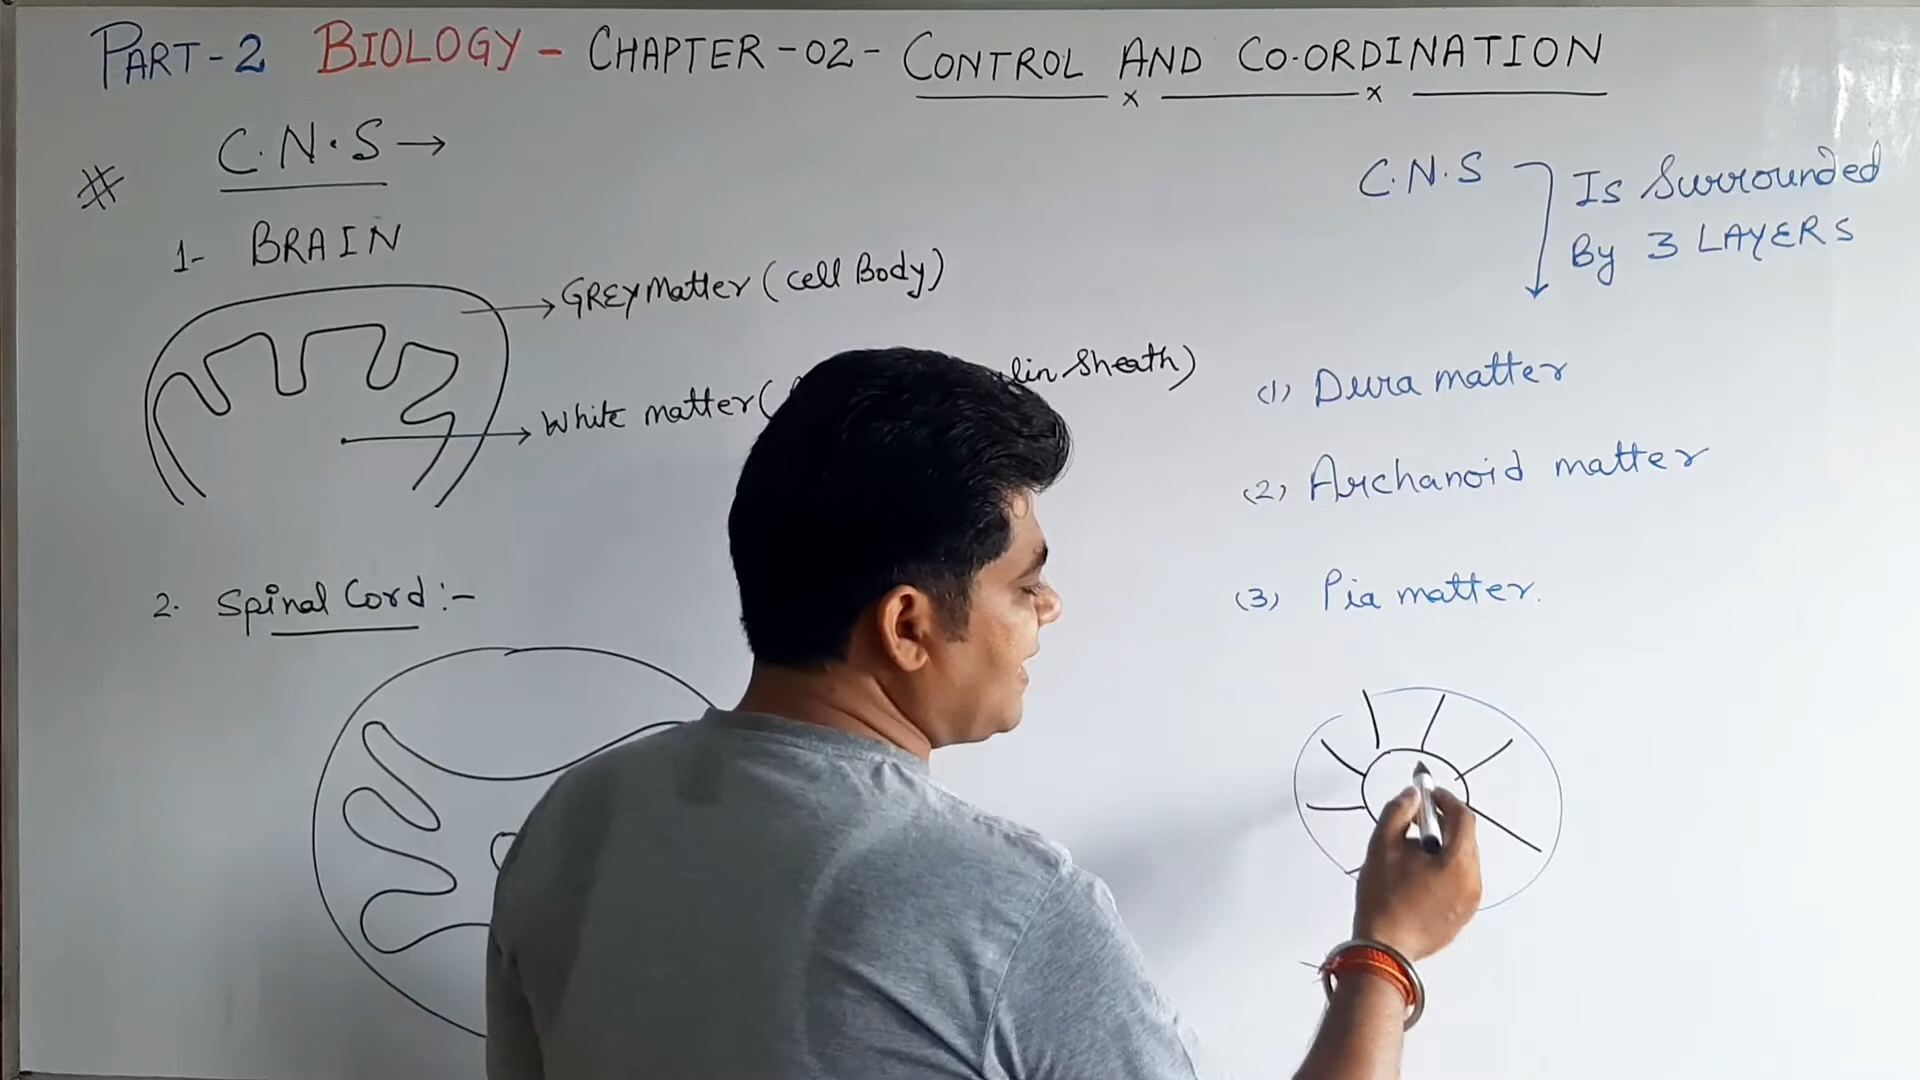 PART-2 BIOLOGY - CHAPTER-02- CONTROL AND CO-ORDINATION
# C.N.S →
1- BRAIN
GREY Matter (cell Body)
White matter ( Sheath)
2. Spinal Cord :-
C.N.S Is Surrounded
By 3 LAYERS
(1) Dura matter
(2) Archanoid matter
(3) Pia matter.